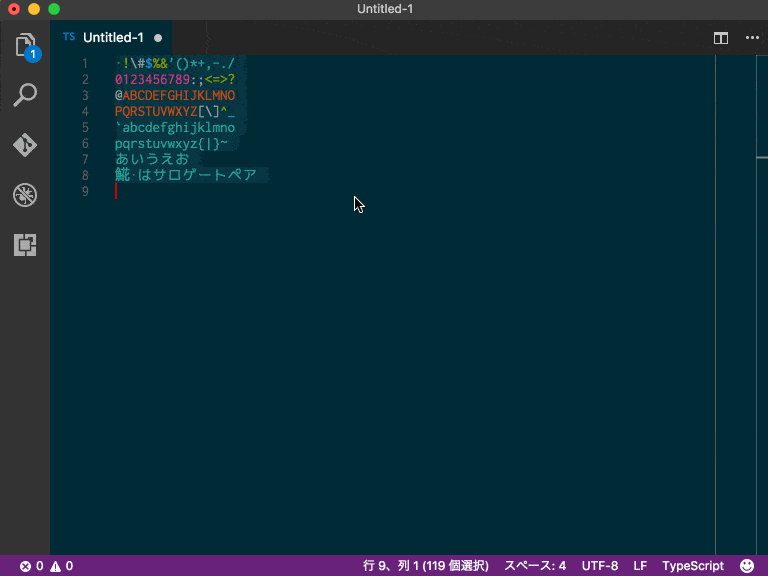 Untitled-1
TS Untitled-1
1
1 ·!\#$%&'()*+,-./
2 0123456789:;<=>?
3 @ABCDEFGHIJKLMNO
4 PQRSTUVWXYZ[\]^_
5 `abcdefghijklmno
6 pqrstuvwxyz{|}~
7 あいうえお
8 𩹉·はサロゲートペア
9
0 0 行 9、列 1 (119 個選択) スペース: 4 UTF-8 LF TypeScript